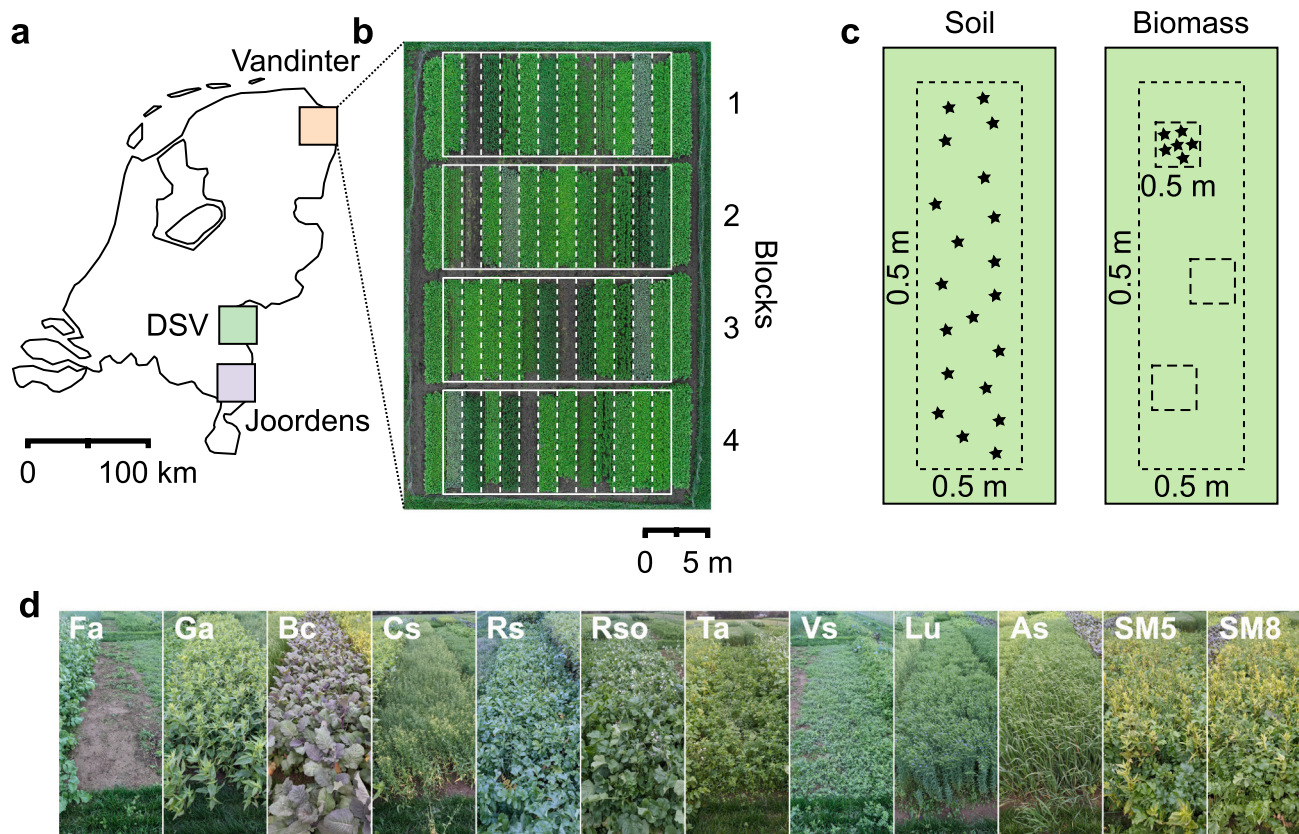 a
Vandinter
DSV
Joordens
0 100 km
b
1
2
3
4
Blocks
0 5 m
c
Soil
0.5 m
0.5 m
Biomass
0.5 m
0.5 m
0.5 m
d
Fa Ga Bc Cs Rs Rso Ta Vs Lu As SM5 SM8